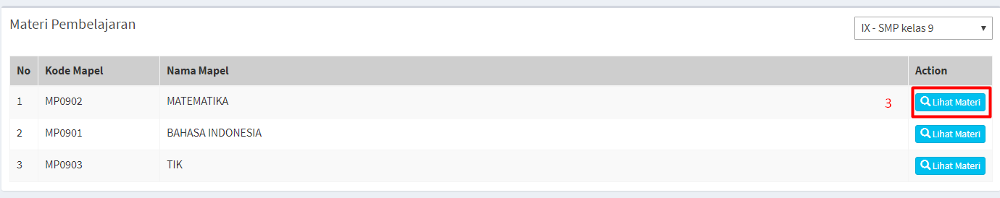 Materi Pembelajaran
IX - SMP kelas 9
No Kode Mapel Nama Mapel Action
1 MP0902 MATEMATIKA 3 Lihat Materi
2 MP0901 BAHASA INDONESIA Lihat Materi
3 MP0903 TIK Lihat Materi